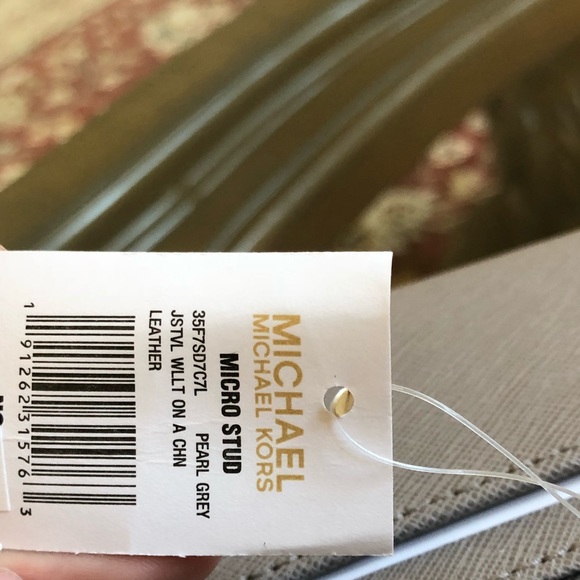 MICHAEL
MICHAEL KORS
MICRO STUD
35F7SD7C7L PEARL GREY
JSTVL WLLT ON A CHN
LEATHER
1 91262 31576 3